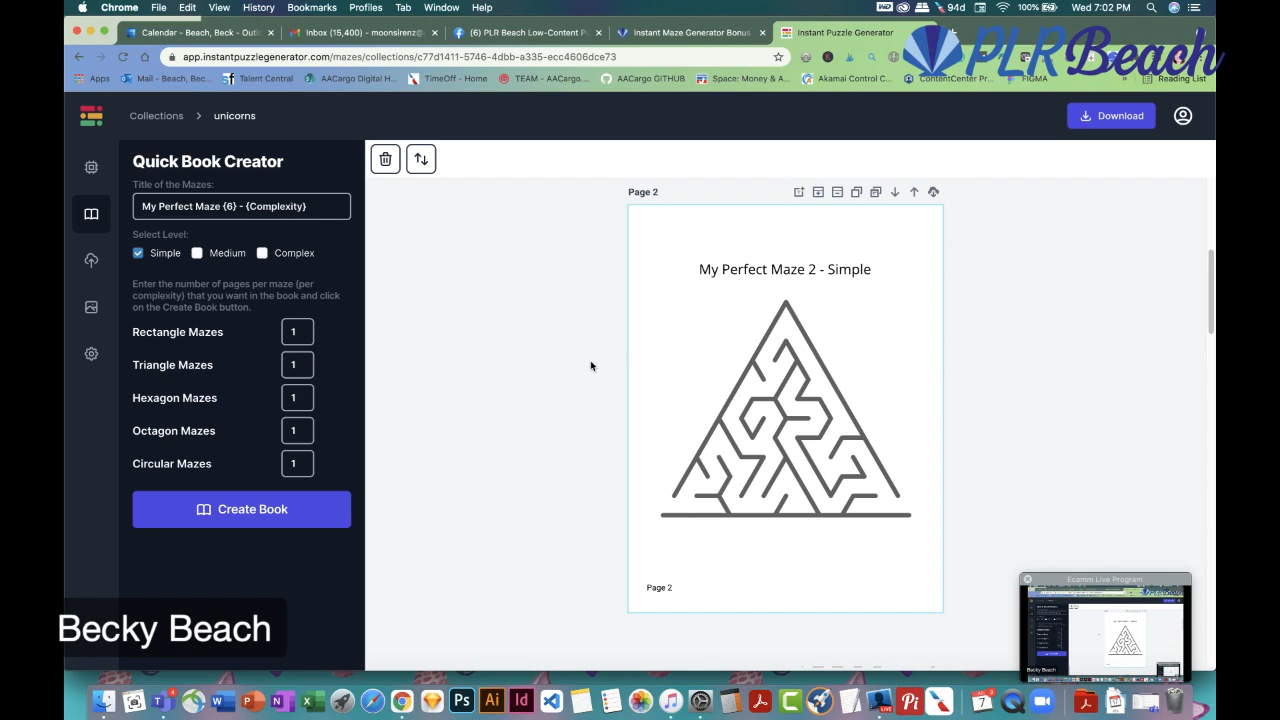 Chrome File Edit View History Bookmarks Profiles Tab Window Help
94d 100% Wed 7:02 PM
Calendar - Beach, Beck - Outl
Inbox (15,400) - moonsirenz@
(6) PLR Beach Low-Content P
Instant Maze Generator Bonus
Instant Puzzle Generator
app.instantpuzzlegenerator.com/mazes/collections/c77d1411-5746-4dbb-a335-ecc4606dce73
PLR Beach
Apps
Mail - Beach, Bec...
Talent Central
AACargo Digital H...
TimeOff - Home
TEAM - AACargo....
AACargo GITHUB
Space: Money & A...
Akamai Control C...
ContentCenter Pr...
FIGMA
»
Reading List
Collections > unicorns
Download
Quick Book Creator
Title of the Mazes:
My Perfect Maze {6} - {Complexity}
Select Level:
Simple Medium Complex
Enter the number of pages per maze (per
complexity) that you want in the book and click
on the Create Book button.
Rectangle Mazes 1
Triangle Mazes 1
Hexagon Mazes 1
Octagon Mazes 1
Circular Mazes 1
Create Book
Page 2
My Perfect Maze 2 - Simple
Page 2
Ecamm Live Program
Becky Beach
Becky Beach